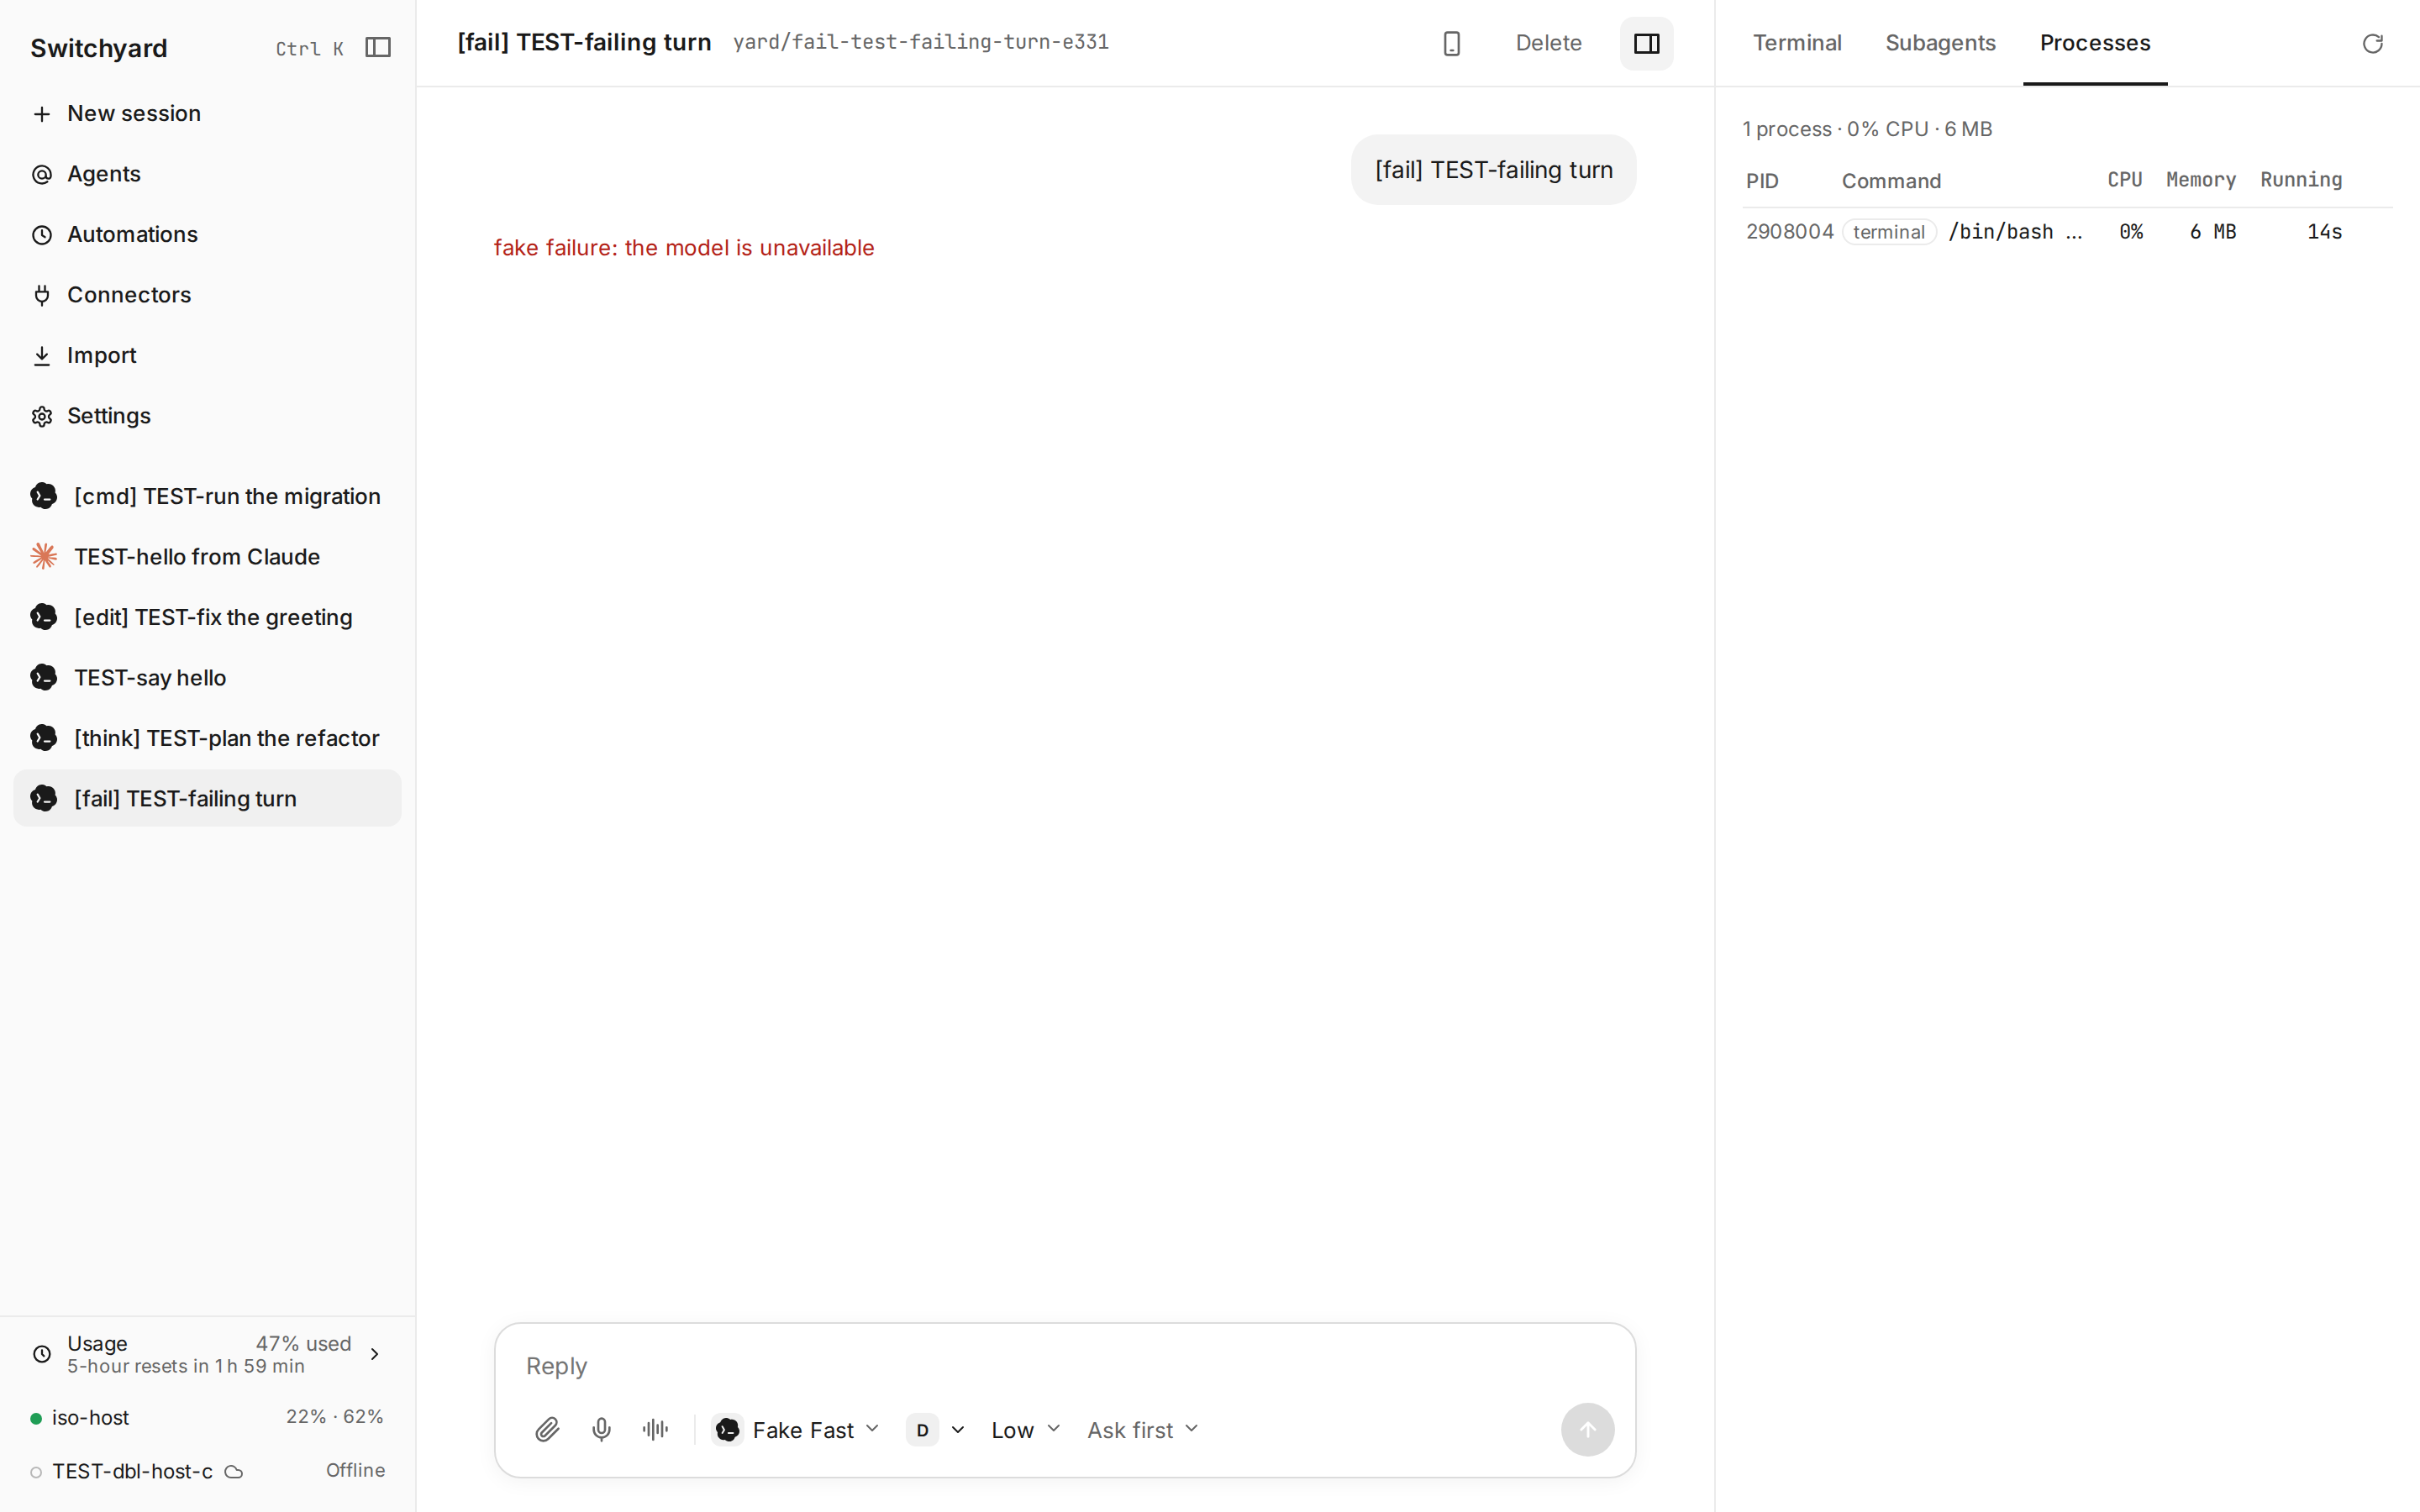 Switchyard Ctrl K
New session
Agents
Automations
Connectors
Import
Settings
[cmd] TEST-run the migration
TEST-hello from Claude
[edit] TEST-fix the greeting
TEST-say hello
[think] TEST-plan the refactor
[fail] TEST-failing turn
Usage 47% used
5-hour resets in 1 h 59 min
iso-host 22% · 62%
TEST-dbl-host-c Offline
[fail] TEST-failing turn yard/fail-test-failing-turn-e331 Delete
[fail] TEST-failing turn
fake failure: the model is unavailable
Reply
Fake Fast D Low Ask first
Terminal Subagents Processes
1 process · 0% CPU · 6 MB
PID Command CPU Memory Running
2908004 terminal /bin/bash … 0% 6 MB 14s